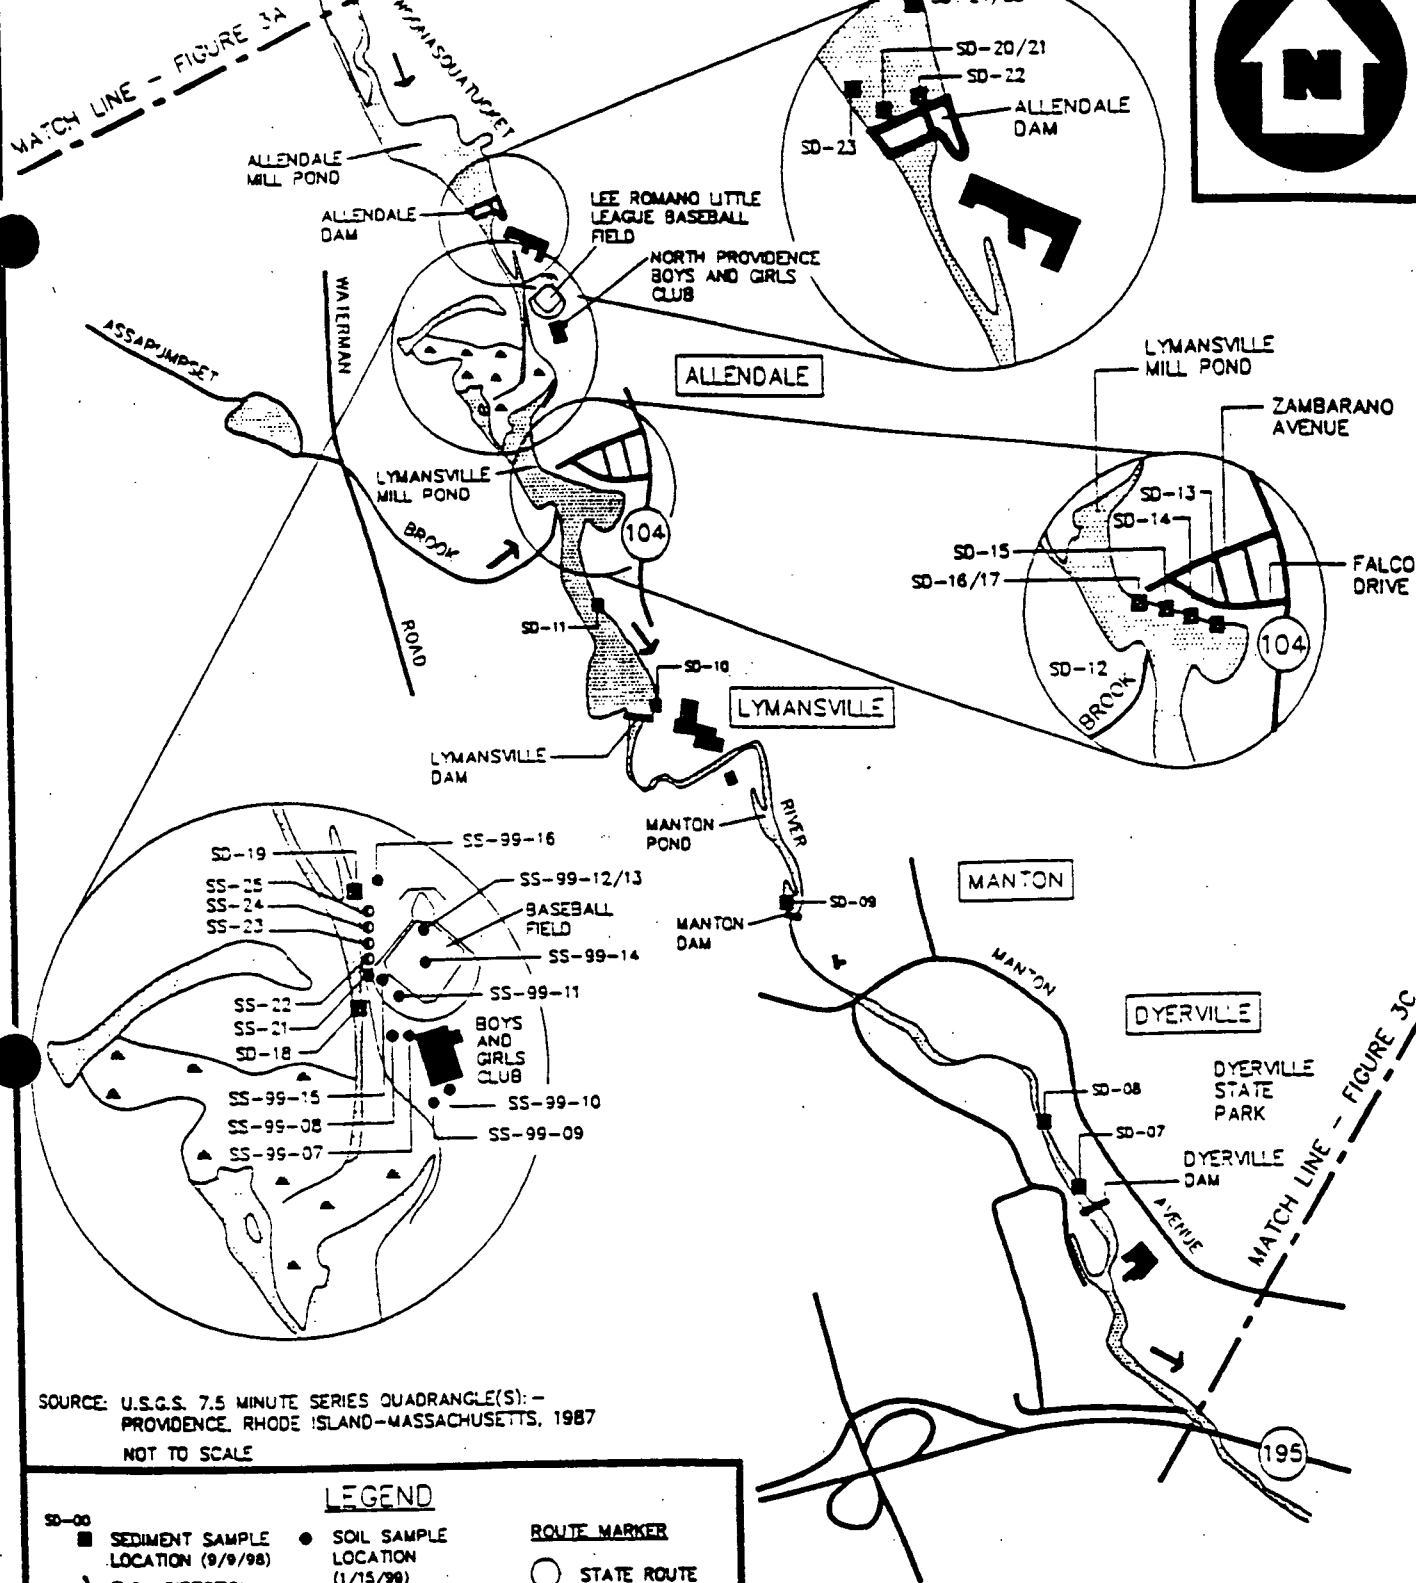 MATCH LINE - FIGURE 3A
SD-20/21
SD-22
ALLENDALE
DAM
SD-23
N
ALLENDALE
MILL POND
ALLENDALE
DAM
LEE ROMANO LITTLE
LEAGUE BASEBALL
FIELD
NORTH PROVIDENCE
BOYS AND GIRLS
CLUB
WATERMAN
ASSAPUMPSET
ALLENDALE
LYMANSVILLE
MILL POND
ZAMBARANO
AVENUE
LYMANSVILLE
MILL POND
BROOK
104
SD-13
SD-14
SD-15
SD-16/17
FALCO
DRIVE
104
SD-12
BROOK
ROAD
SD-11
SD-10
LYMANSVILLE
LYMANSVILLE
DAM
MANTON
POND
RIVER
SD-09
MANTON
DAM
MANTON
MANTON
DYERVILLE
DYERVILLE
STATE
PARK
SD-08
SD-07
DYERVILLE
DAM
AVENUE
MATCH LINE - FIGURE 3C
195
SD-19
SS-99-16
SS-25
SS-24
SS-23
SS-99-12/13
BASEBALL
FIELD
SS-99-14
SS-22
SS-21
SD-18
SS-99-11
BOYS
AND
GIRLS
CLUB
SS-99-15
SS-99-08
SS-99-07
SS-99-10
SS-99-09
SOURCE: U.S.G.S. 7.5 MINUTE SERIES QUADRANGLE(S):-
PROVIDENCE, RHODE ISLAND-MASSACHUSETTS, 1987
NOT TO SCALE
LEGEND
SD-00
SEDIMENT SAMPLE
LOCATION (9/9/98)
SOIL SAMPLE
LOCATION
(1/15/99)
ROUTE MARKER
STATE ROUTE